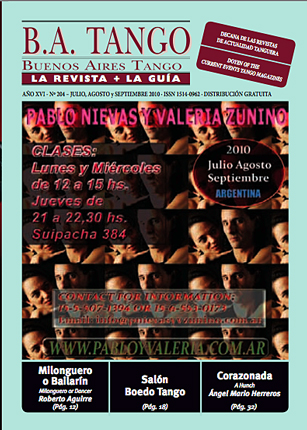 B.A. TANGO
BUENOS AIRES TANGO
LA REVISTA + LA GUÍA
DECANA DE LAS REVISTAS
DE ACTUALIDAD TANGUERA
DOYEN OF THE
CURRENT EVENTS TANGO MAGAZINES
AÑO XVI - Nº 204 - JULIO, AGOSTO y SEPTIEMBRE 2010 - ISSN 1514-0962 - DISTRIBUCIÓN GRATUITA
PABLO NIEVAS Y VALERIA ZUNINO
CLASES:
Lunes y Miércoles
de 12 a 15 hs.
Jueves de
21 a 22,30 hs.
Suipacha 384
2010
Julio Agosto
Septiembre
ARGENTINA
CONTACT FOR INFORMATION
WWW.PABLOYVALERIA.COM.AR
Milonguero
o Bailarín
Milonguero or Dancer
Roberto Aguirre
(Pág. 12)
Salón
Boedo Tango
(Pág. 18)
Corazonada
A Hunch
Ángel Mario Herreros
(Pág. 32)